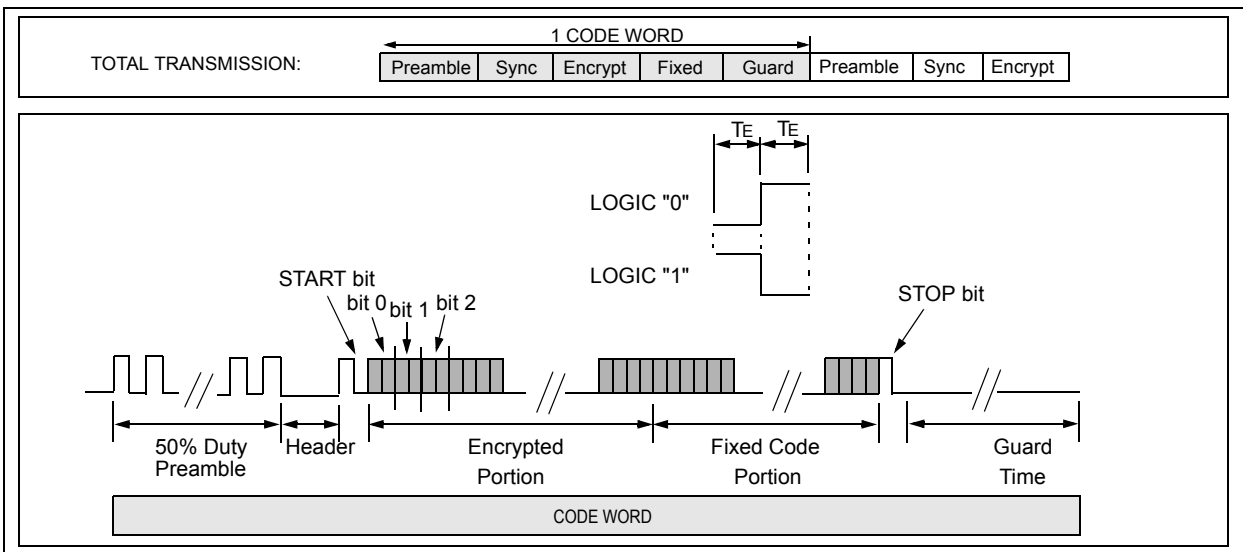 1 CODE WORD
TOTAL TRANSMISSION:
Preamble Sync Encrypt Fixed Guard Preamble Sync Encrypt
TE TE
LOGIC "0"
LOGIC "1"
START bit
bit 0 bit 1 bit 2
STOP bit
50% Duty Preamble
Header
Encrypted Portion
Fixed Code Portion
Guard Time
CODE WORD